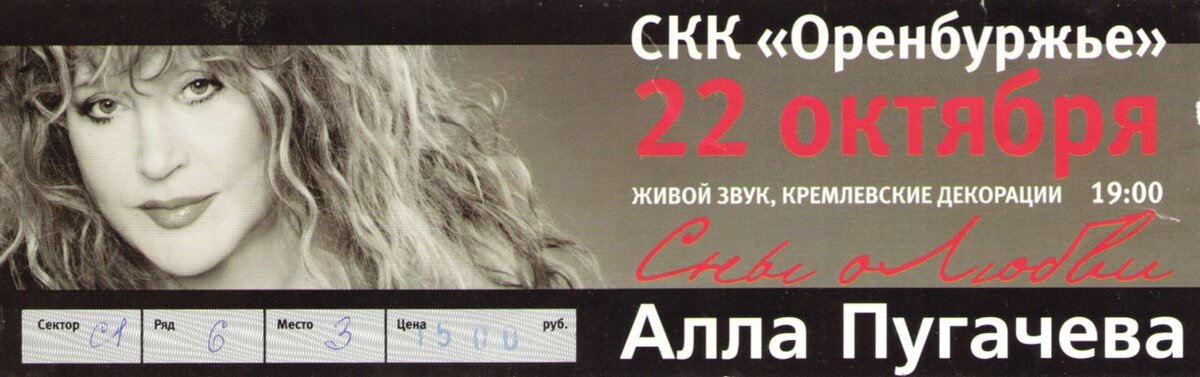 СКК «Оренбуржье»
22 октября
ЖИВОЙ ЗВУК, КРЕМЛЕВСКИЕ ДЕКОРАЦИИ 19:00
Сны о Любви
Алла Пугачева
Сектор С1 Ряд 6 Место 3 Цена 1500 руб.